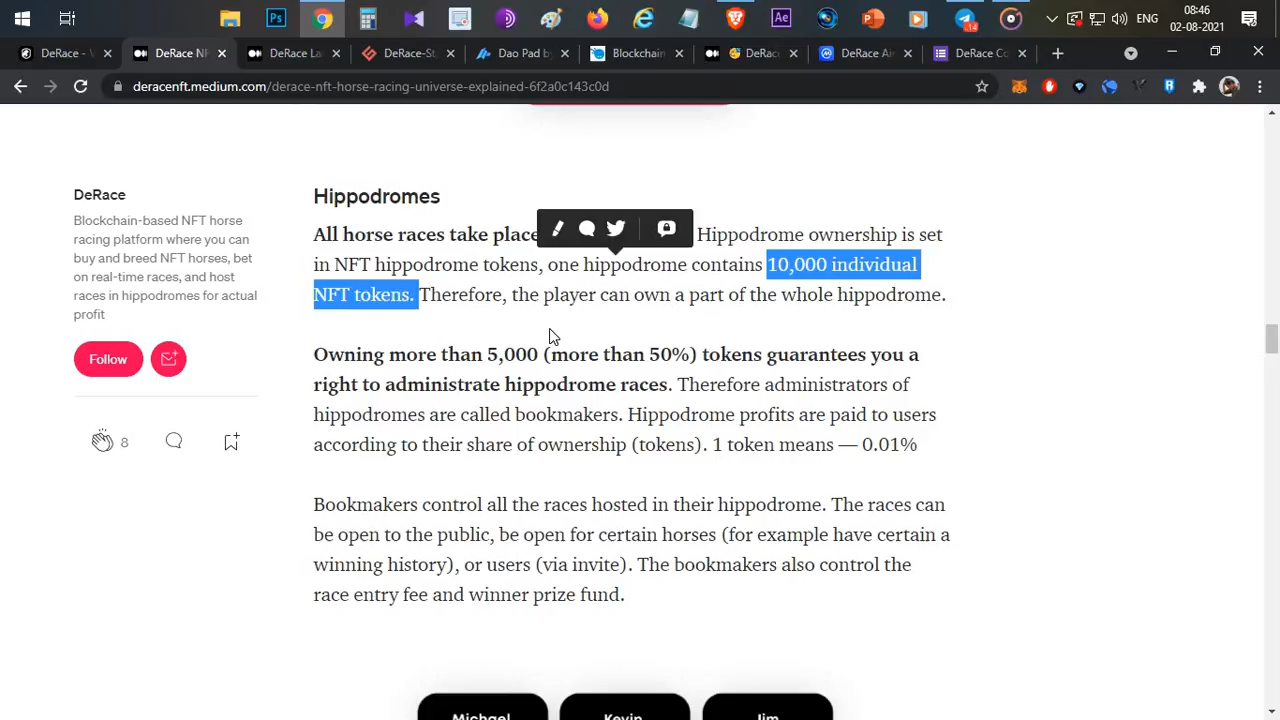 ENG
08:46
02-08-2021
14
DeRace - V
DeRace NF
DeRace La
DeRace-St
Dao Pad by
Blockchain
DeRac
DeRace Air
DeRace Co
deracenft.medium.com/derace-nft-horse-racing-universe-explained-6f2a0c143c0d
DeRace
Blockchain-based NFT horse
racing platform where you can
buy and breed NFT horses, bet
on real-time races, and host
races in hippodromes for actual
profit
Follow
8
Hippodromes
All horse races take place Hippodrome ownership is set
in NFT hippodrome tokens, one hippodrome contains 10,000 individual
NFT tokens. Therefore, the player can own a part of the whole hippodrome.
Owning more than 5,000 (more than 50%) tokens guarantees you a
right to administrate hippodrome races. Therefore administrators of
hippodromes are called bookmakers. Hippodrome profits are paid to users
according to their share of ownership (tokens). 1 token means — 0.01%
Bookmakers control all the races hosted in their hippodrome. The races can
be open to the public, be open for certain horses (for example have certain a
winning history), or users (via invite). The bookmakers also control the
race entry fee and winner prize fund.
Michael
Kevin
Jim